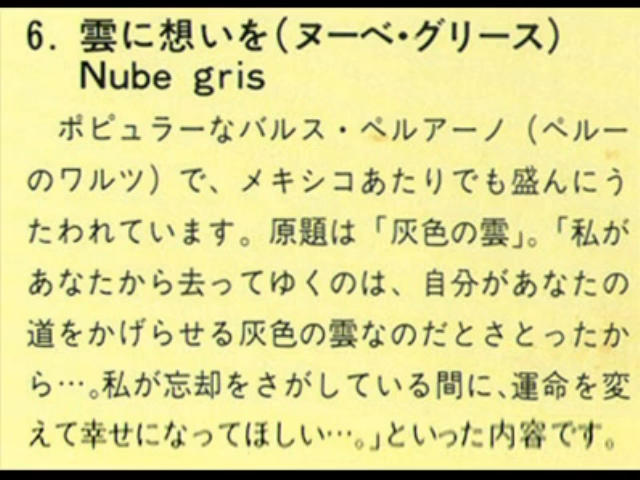 6. 雲に想いを(ヌーベ・グリース)
Nube gris
ポピュラーなバルス・ペルアーノ（ペルー
のワルツ）で、メキシコあたりでも盛んにう
たわれています。原題は「灰色の雲」。「私が
あなたから去ってゆくのは、自分があなたの
道をかげらせる灰色の雲なのだとさとったか
ら…。私が忘却をさがしている間に、運命を変
えて幸せになってほしい…。」といった内容です。